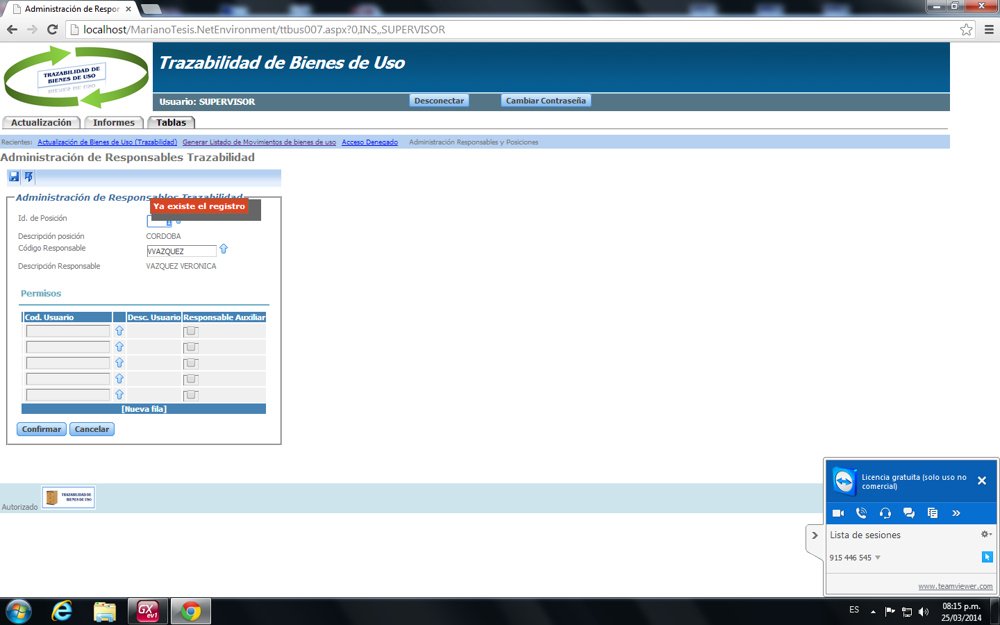 Administración de Respor
localhost/MarianoTesis.NetEnvironment/ttbus007.aspx?0,INS,,SUPERVISOR
TRAZABILIDAD DE
BIENES DE USO
Trazabilidad de Bienes de Uso
Usuario: SUPERVISOR
Desconectar
Cambiar Contraseña
Actualización
Informes
Tablas
Recientes: Actualización de Bienes de Uso (Trazabilidad) Generar Listado de Movimientos de bienes de uso Acceso Denegado Administración Responsables y Posiciones
Administración de Responsables Trazabilidad
Administración de Responsables Trazabilidad
Ya existe el registro
Id. de Posición
1
Descripción posición CORDOBA
Código Responsable VVAZQUEZ
Descripción Responsable VAZQUEZ VERONICA
Permisos
Cod. Usuario Desc. Usuario Responsable Auxiliar
[Nueva fila]
Confirmar Cancelar
Autorizado
TRAZABILIDAD DE
BIENES DE USO
Licencia gratuita (solo uso no
comercial)
Lista de sesiones
915 446 545
www.teamviewer.com
GX
ev1
ES
08:15 p.m.
25/03/2014